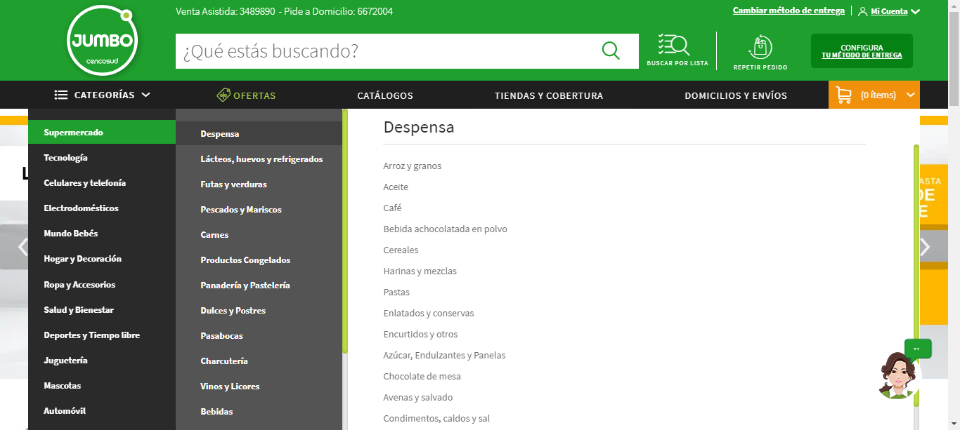 Venta Asistida: 3489890 - Pide a Domicilio: 6672004
Cambiar método de entrega
Mi Cuenta
JUMBO
cencosud
¿Qué estás buscando?
BUSCAR POR LISTA
REPETIR PEDIDO
CONFIGURA
TU MÉTODO DE ENTREGA
CATEGORÍAS
OFERTAS
CATÁLOGOS
TIENDAS Y COBERTURA
DOMICILIOS Y ENVÍOS
(0 ítems)
Supermercado
Tecnología
Celulares y telefonía
Electrodomésticos
Mundo Bebés
Hogar y Decoración
Ropa y Accesorios
Salud y Bienestar
Deportes y Tiempo libre
Juguetería
Mascotas
Automóvil
Despensa
Lácteos, huevos y refrigerados
Futas y verduras
Pescados y Mariscos
Carnes
Productos Congelados
Panadería y Pastelería
Dulces y Postres
Pasabocas
Charcutería
Vinos y Licores
Bebidas
Despensa
Arroz y granos
Aceite
Café
Bebida achocolatada en polvo
Cereales
Harinas y mezclas
Pastas
Enlatados y conservas
Encurtidos y otros
Azúcar, Endulzantes y Panelas
Chocolate de mesa
Avenas y salvado
Condimentos, caldos y sal